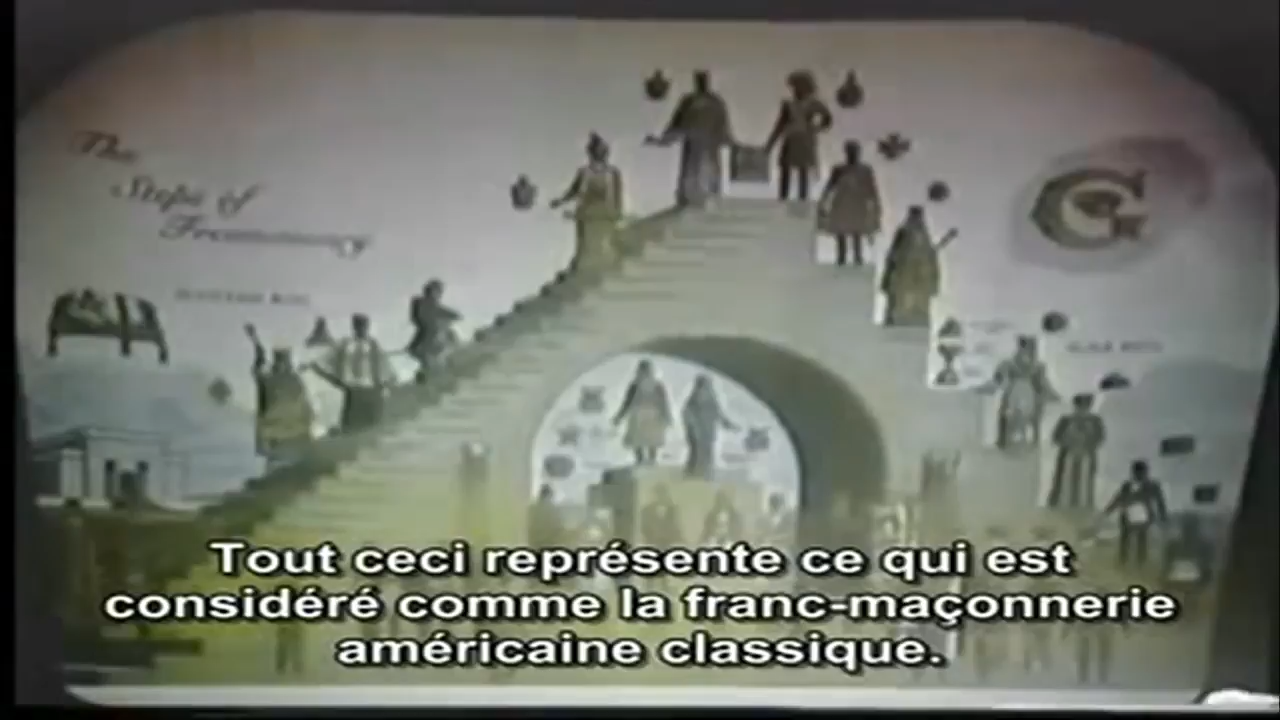 The
Steps of
Freemasonry
G
Tout ceci représente ce qui est
considéré comme la franc-maçonnerie
américaine classique.